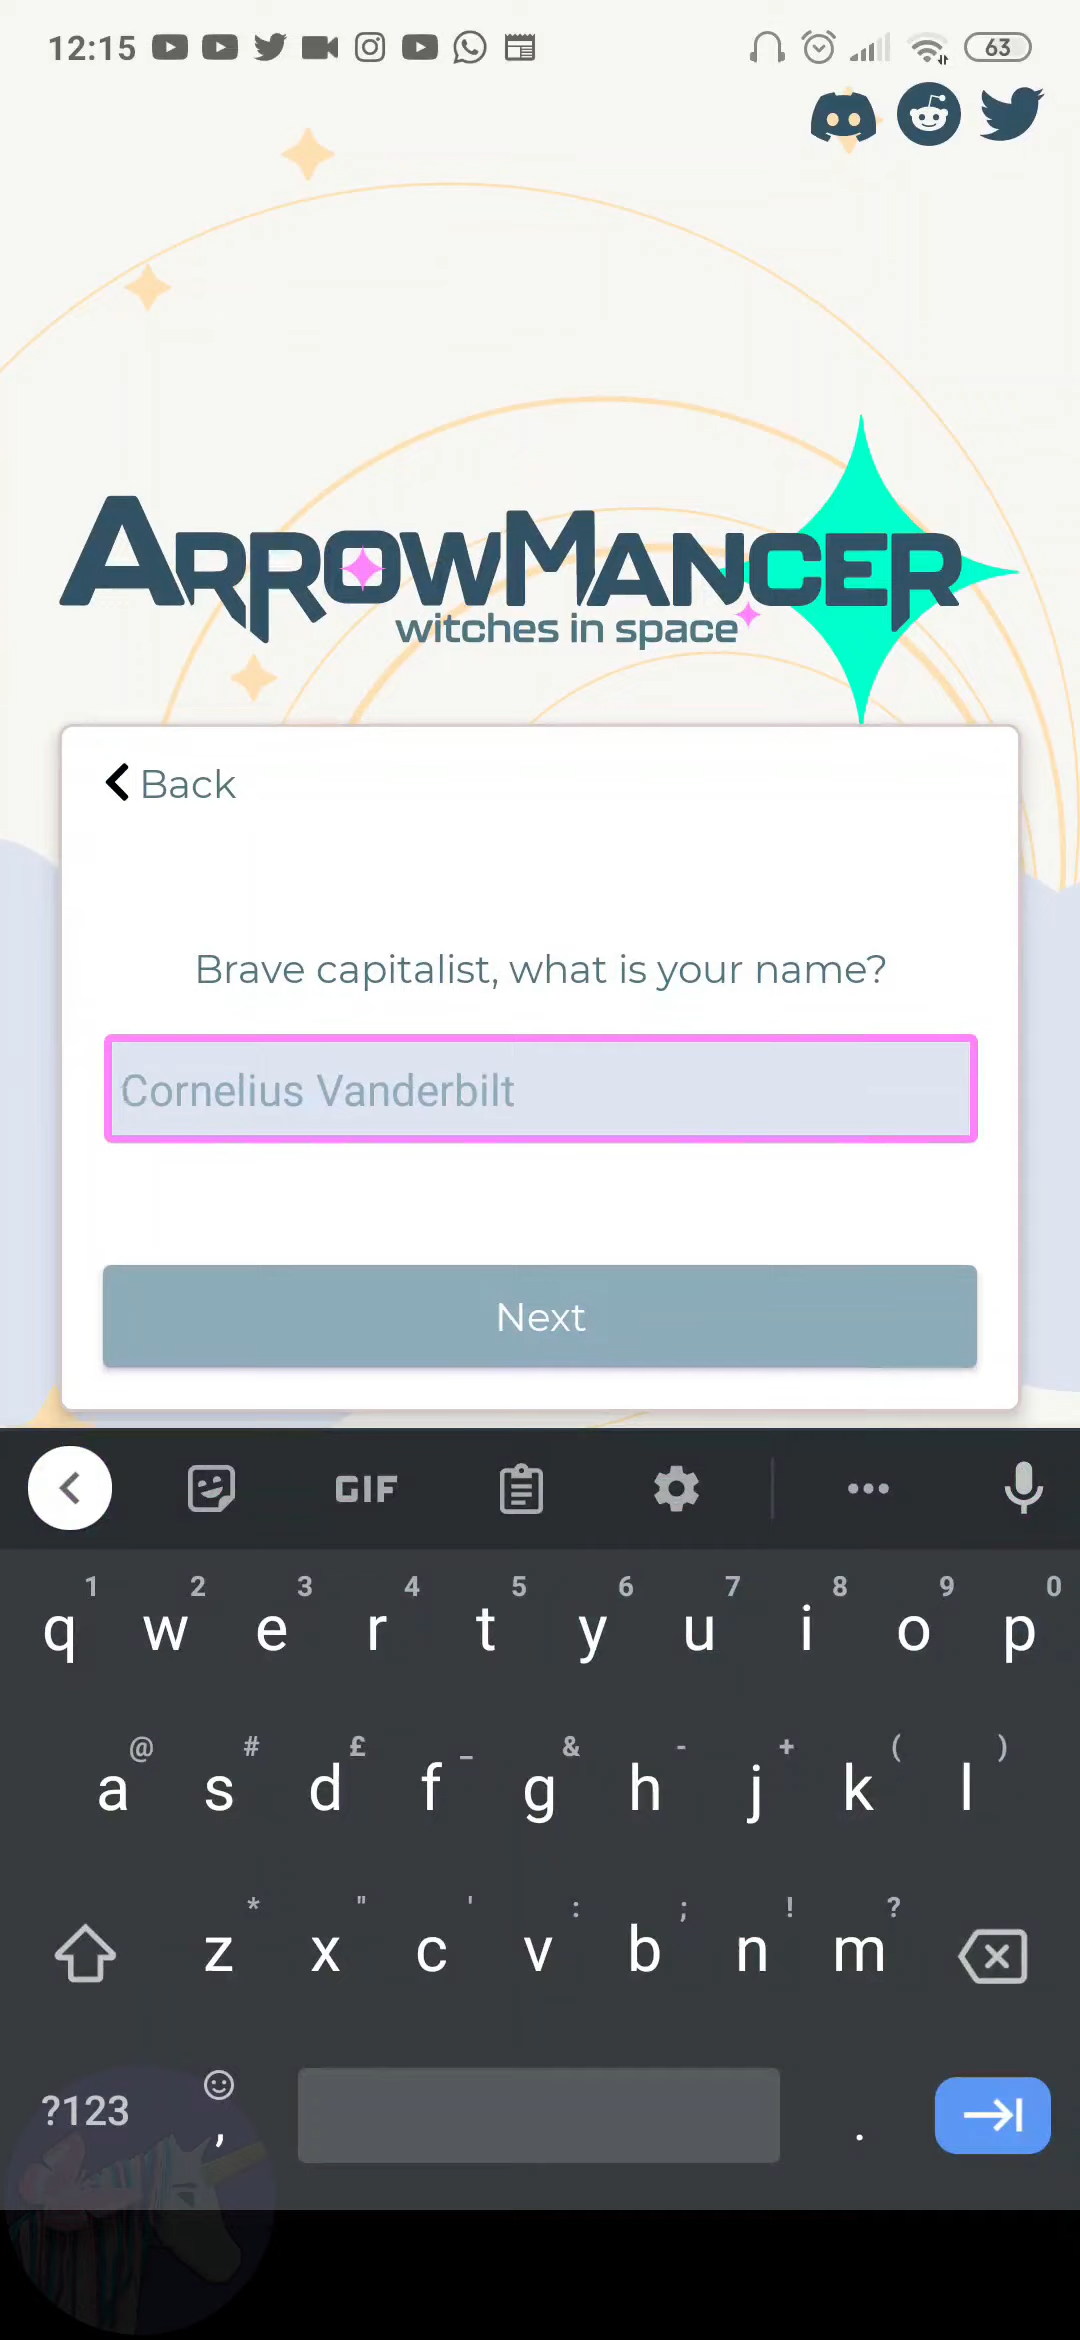 12:15
63
ARROWMANCER
witches in space
Back
Brave capitalist, what is your name?
Cornelius Vanderbilt
Next
GIF
1 2 3 4 5 6 7 8 9 0
q w e r t y u i o p
@ # £ _ & - + ( )
a s d f g h j k l
* " ' : ; ! ?
z x c v b n m
?123 , .